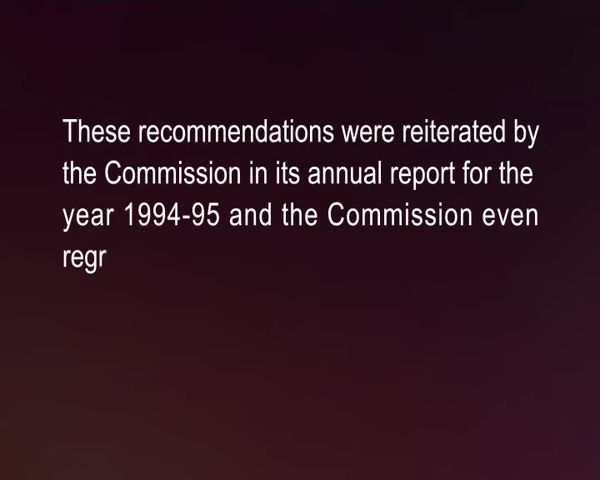 These recommendations were reiterated by
the Commission in its annual report for the
year 1994-95 and the Commission even
regr